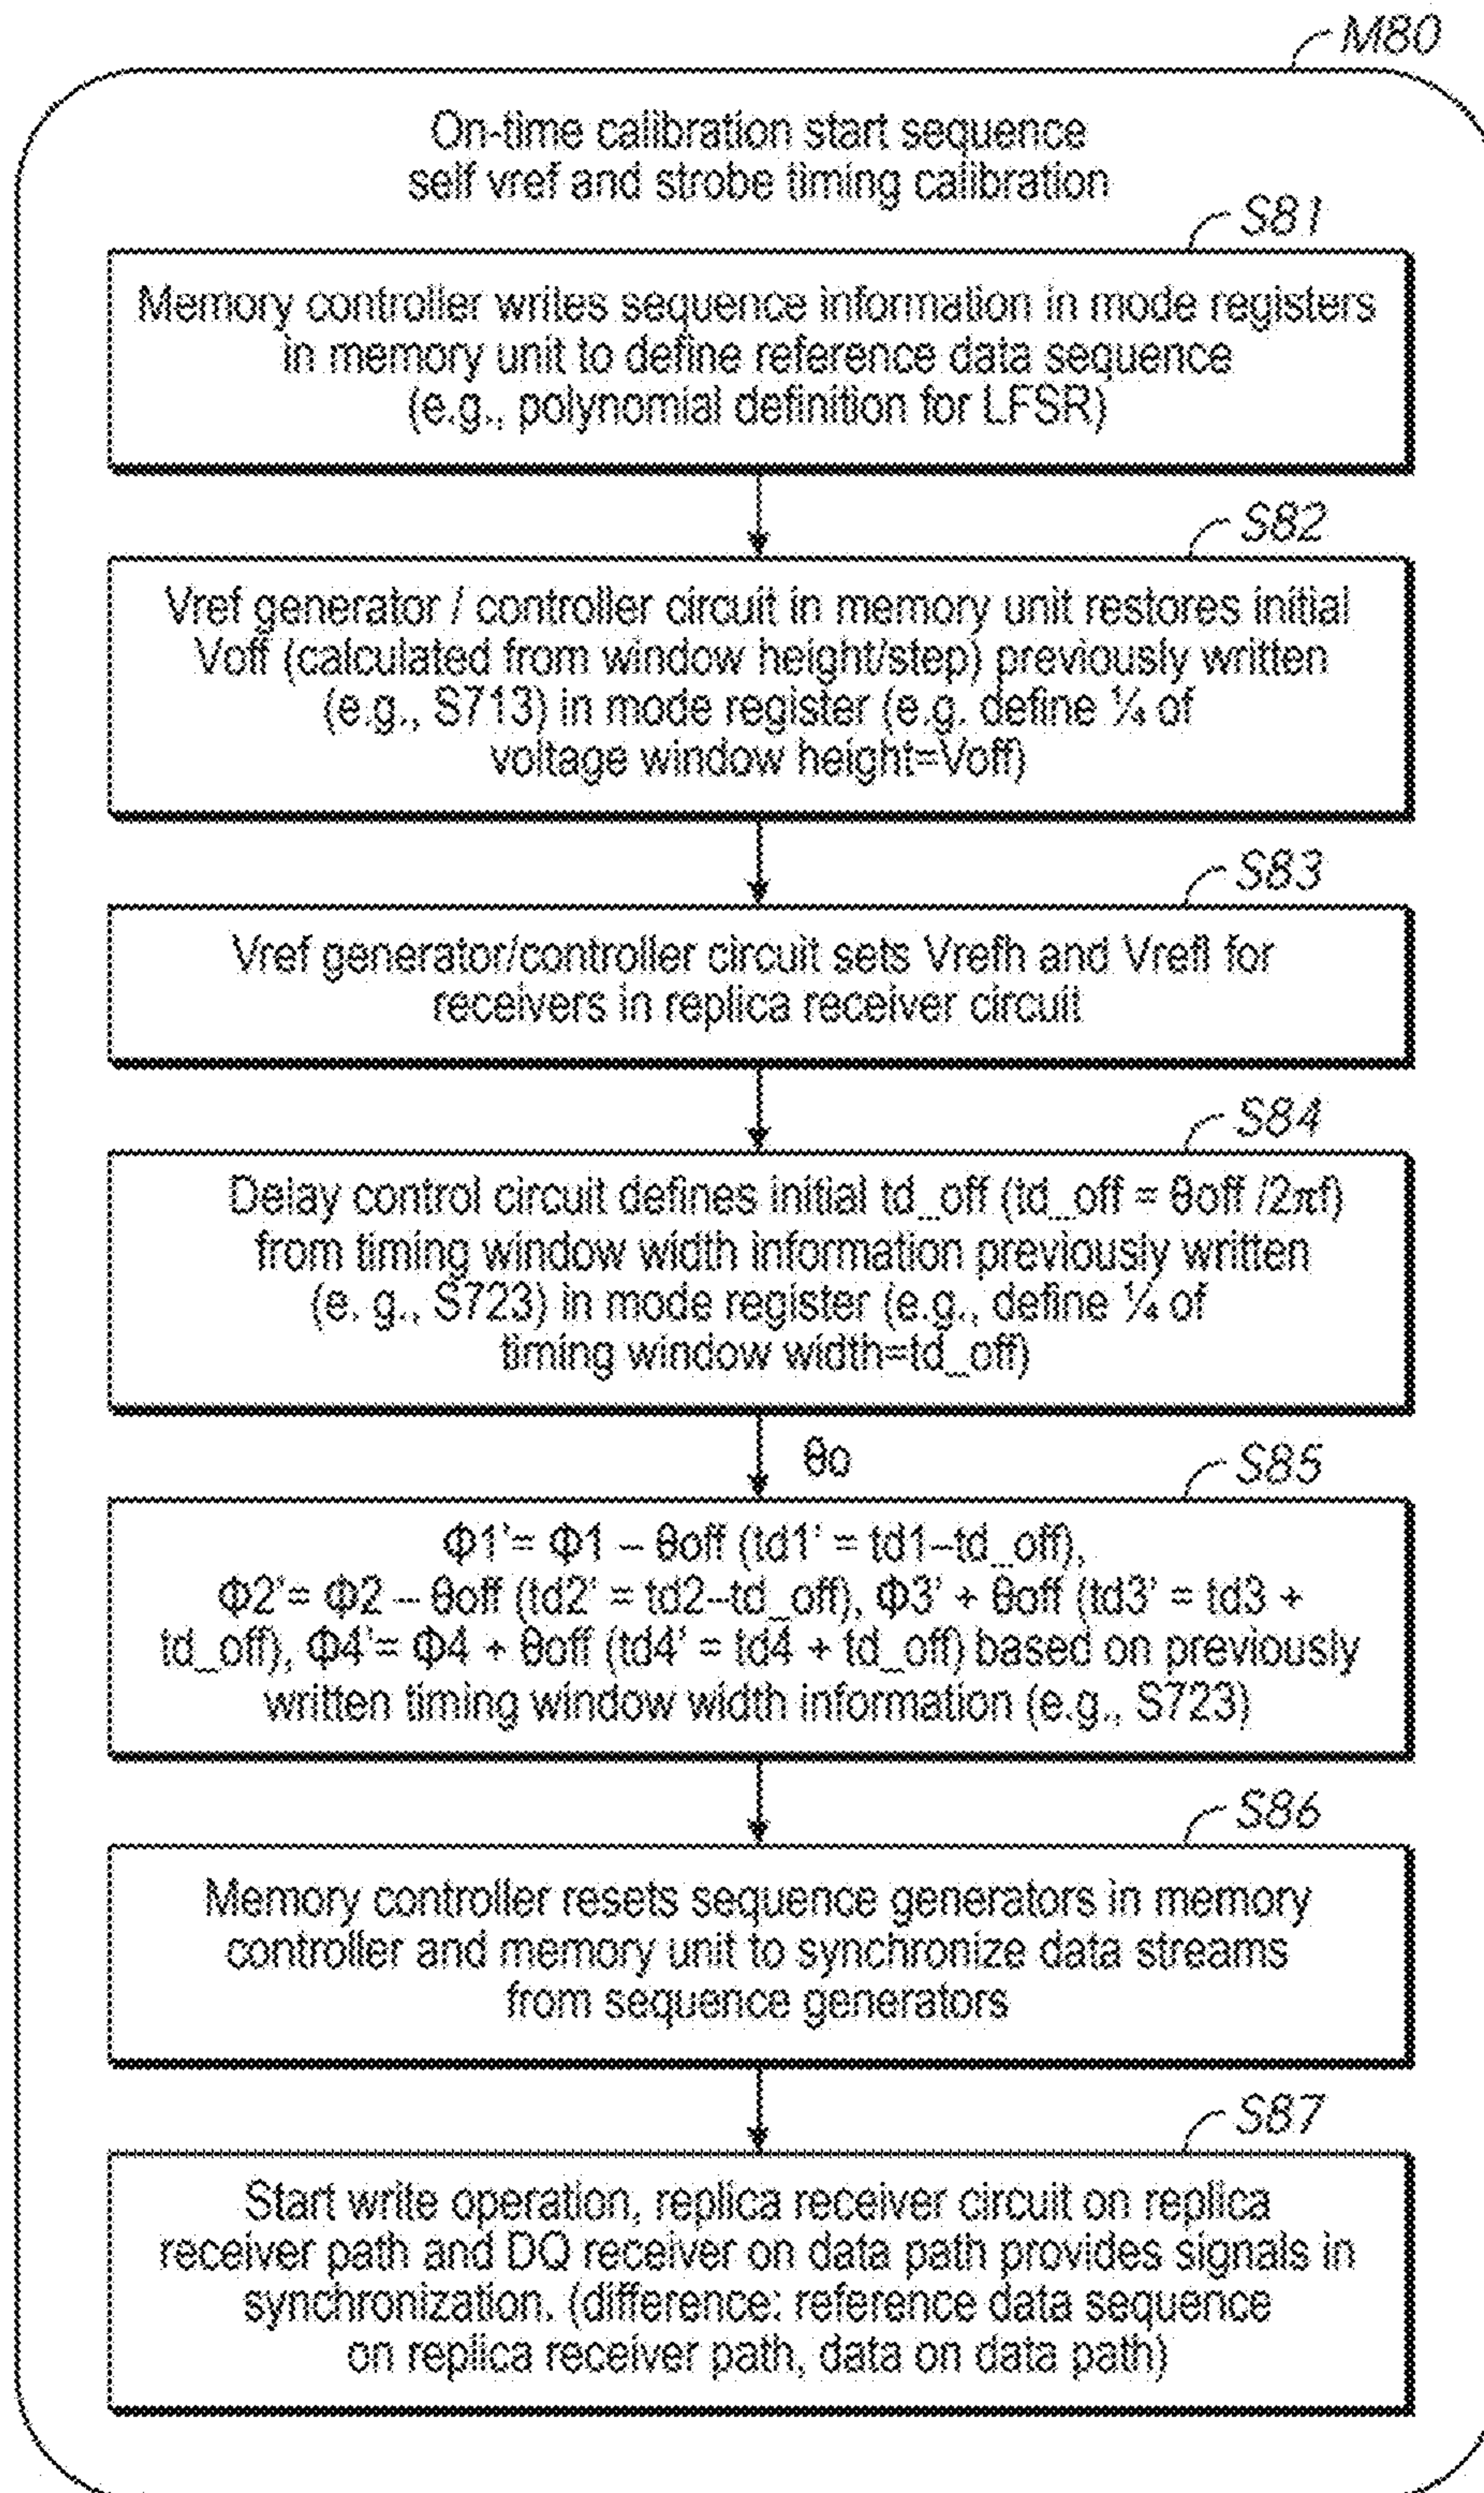 M80
On-time calibration start sequence
self vref and strobe timing calibration
S81
Memory controller writes sequence information in mode registers
in memory unit to define reference data sequence
(e.g., polynomial definition for LFSR)
S82
Vref generator / controller circuit in memory unit restores initial
Voff (calculated from window height/step) previously written
(e.g., S713) in mode register (e.g. define ¼ of
voltage window height=Voff)
S83
Vref generator/controller circuit sets Vrefh and Vrefl for
receivers in replica receiver circuit
S84
Delay control circuit defines initial td_off (td_off = θoff /2πf)
from timing window width information previously written
(e. g., S723) in mode register (e.g., define ¼ of
timing window width=td_off)
θo
S85
Φ1'= Φ1 – θoff (td1' = td1–td_off),
Φ2'= Φ2 – θoff (td2' = td2–td_off), Φ3' + θoff (td3' = td3 +
td_off), Φ4'= Φ4 + θoff (td4' = td4 + td_off) based on previously
written timing window width information (e.g., S723)
S86
Memory controller resets sequence generators in memory
controller and memory unit to synchronize data streams
from sequence generators
S87
Start write operation, replica receiver circuit on replica
receiver path and DQ receiver on data path provides signals in
synchronization. (difference: reference data sequence
on replica receiver path, data on data path)